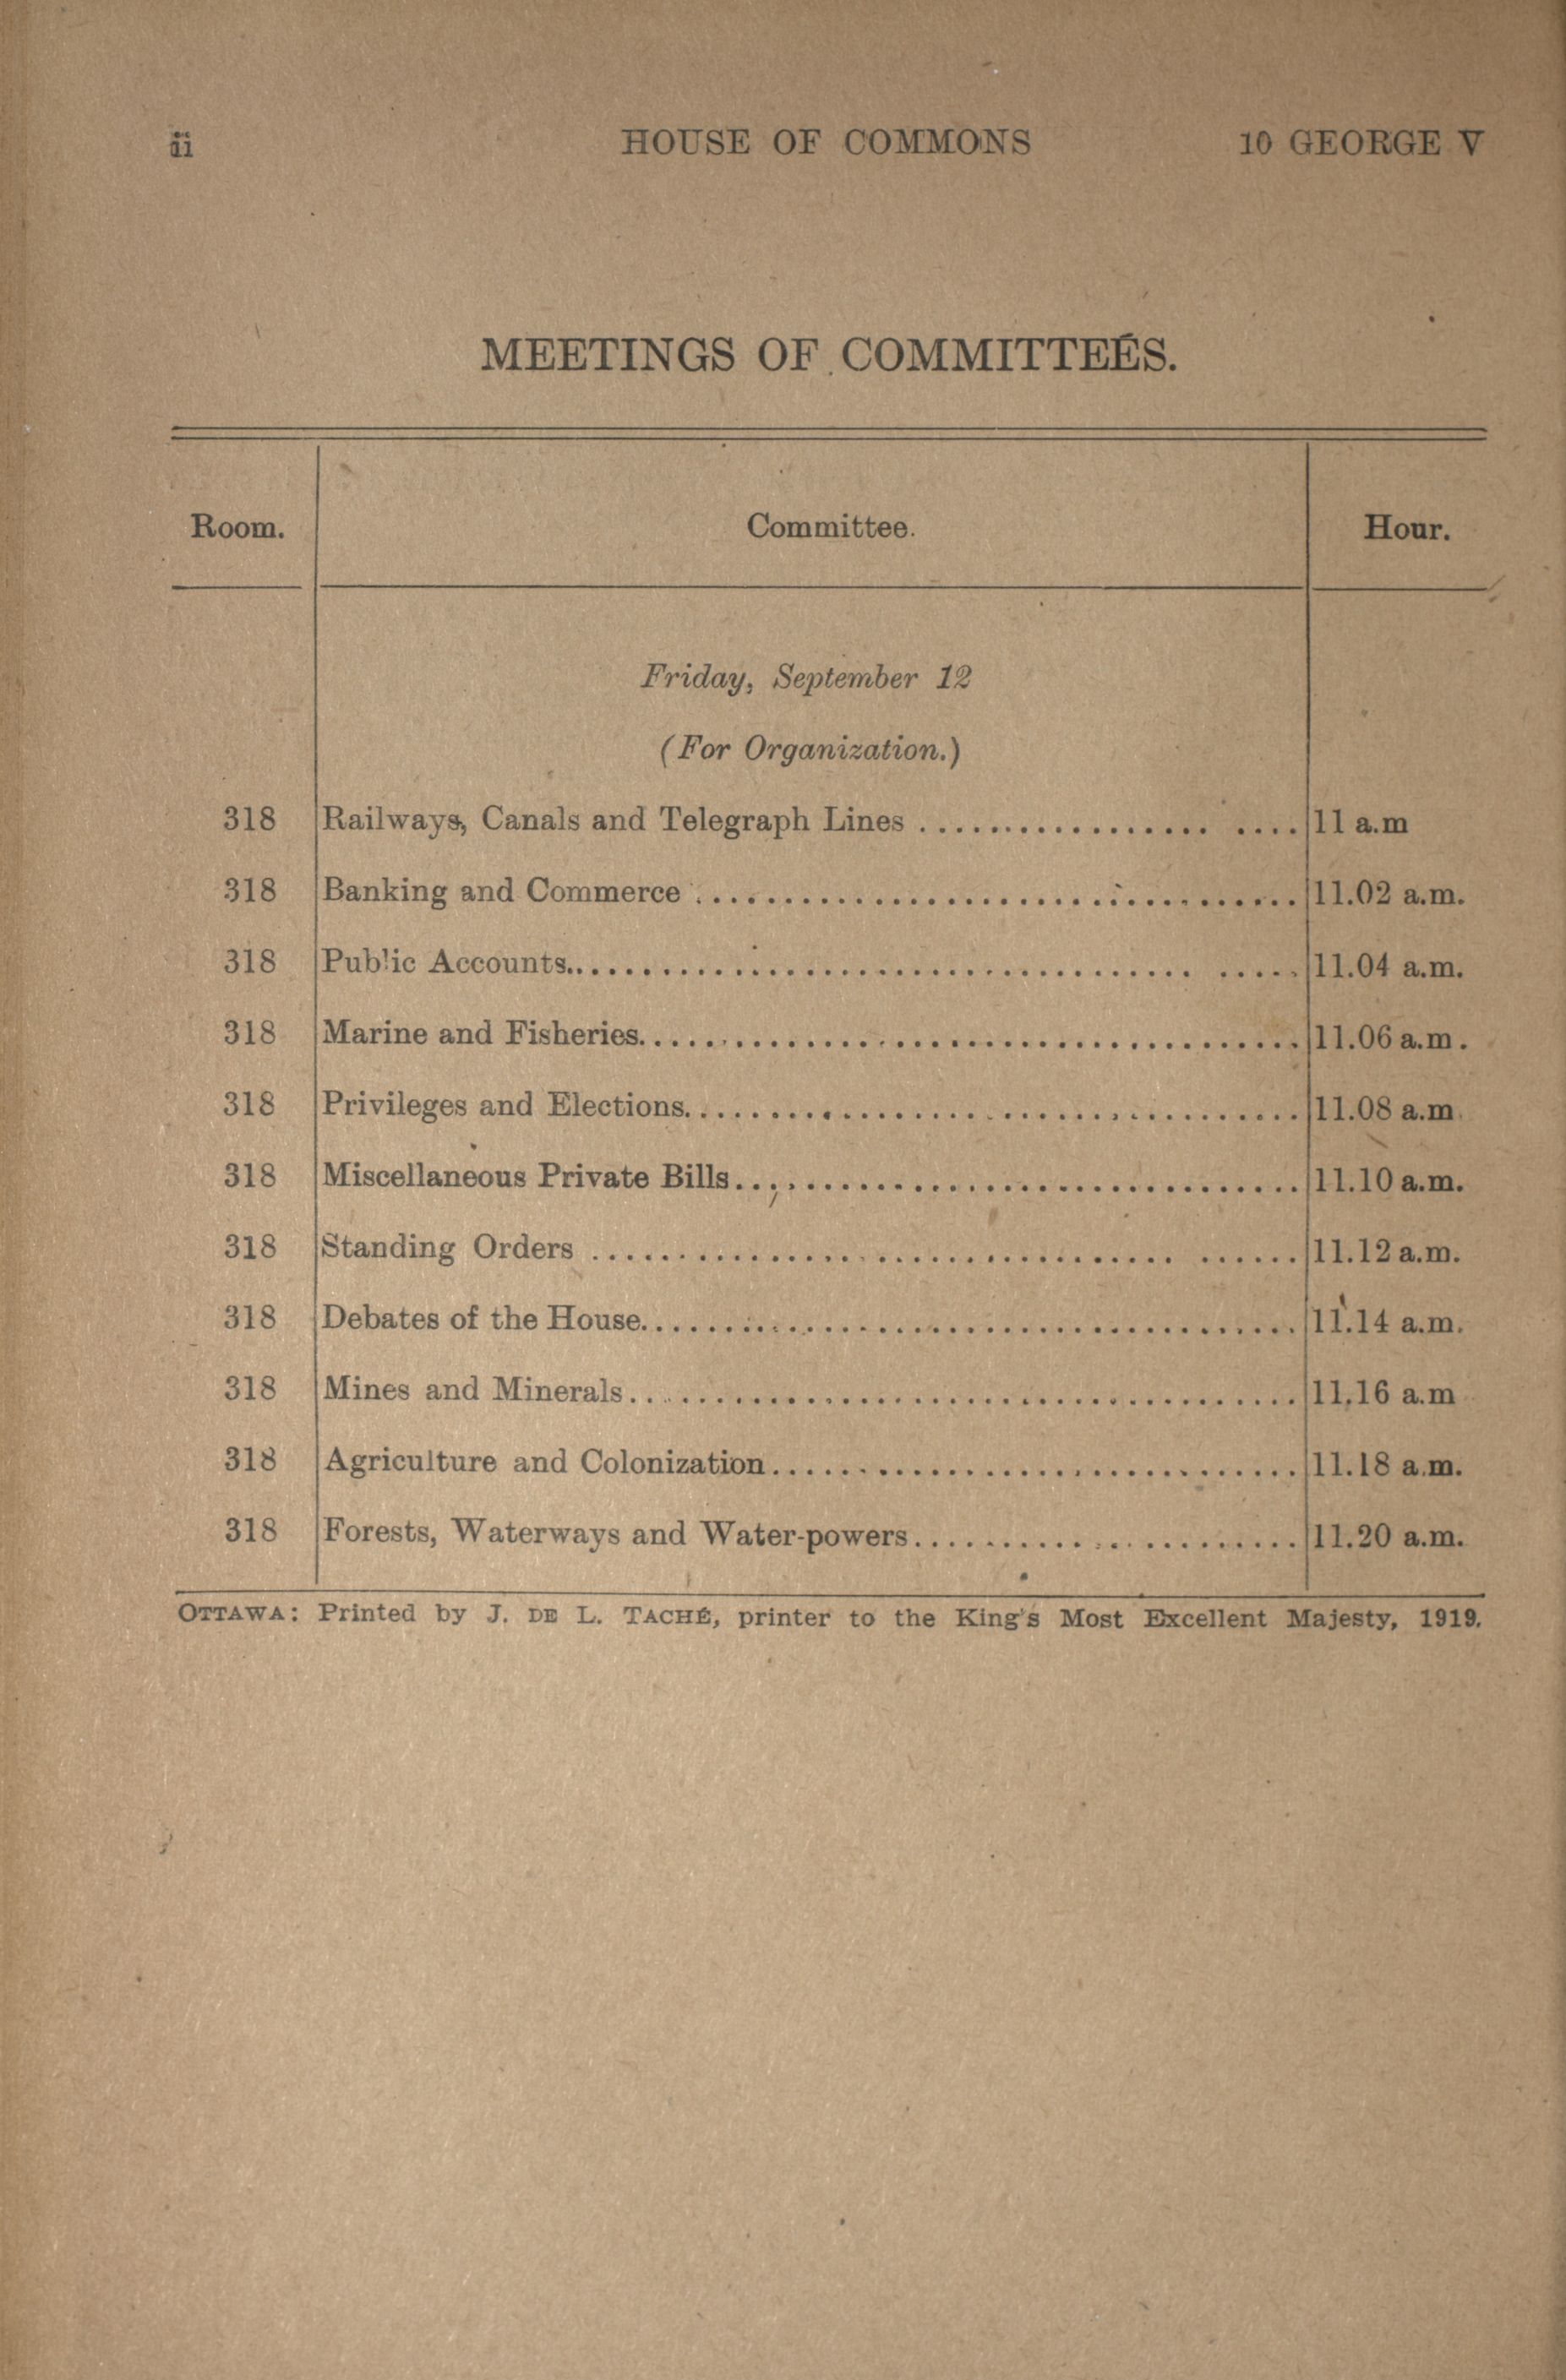 ii HOUSE OF COMMONS 10 GEORGE V
MEETINGS OF COMMITTEES.
Room. Committee. Hour.
Friday, September 12
(For Organization.)
318 Railways, Canals and Telegraph Lines ..................... 11 a.m
318 Banking and Commerce ................................. 11.02 a.m.
318 Public Accounts........................................ 11.04 a.m.
318 Marine and Fisheries..................................... 11.06 a.m.
318 Privileges and Elections.................................. 11.08 a.m.
318 Miscellaneous Private Bills............................... 11.10 a.m.
318 Standing Orders ....................................... 11.12 a.m.
318 Debates of the House..................................... 11.14 a.m.
318 Mines and Minerals...................................... 11.16 a.m
318 Agriculture and Colonization.............................. 11.18 a.m.
318 Forests, Waterways and Water-powers...................... 11.20 a.m.
OTTAWA: Printed by J. DE L. TACHÉ, printer to the King's Most Excellent Majesty, 1919.